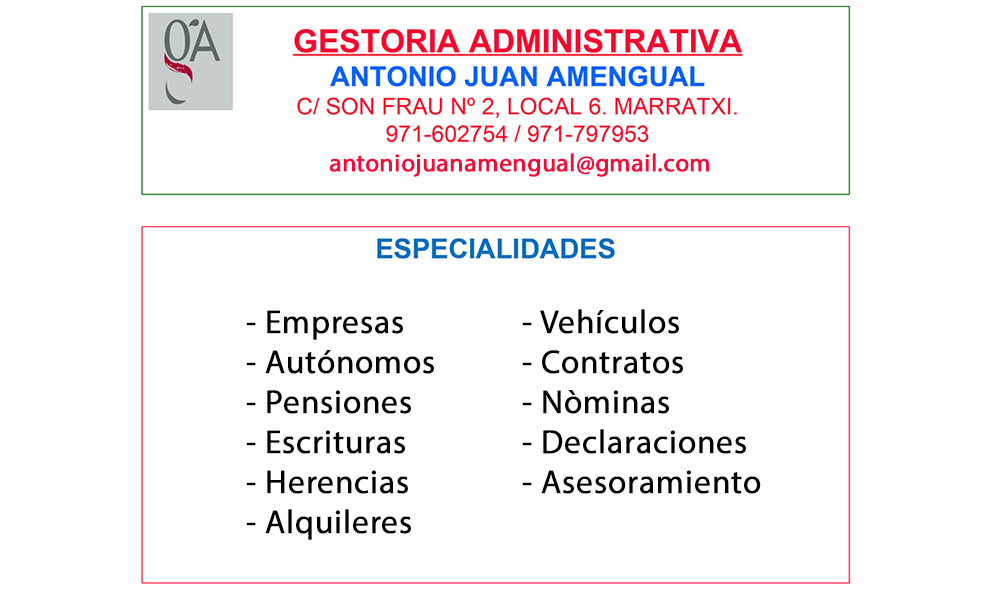 gA
GESTORIA ADMINISTRATIVA
ANTONIO JUAN AMENGUAL
C/ SON FRAU Nº 2, LOCAL 6. MARRATXI.
971-602754 / 971-797953
antoniojuanamengual@gmail.com
ESPECIALIDADES
- Empresas
- Autónomos
- Pensiones
- Escrituras
- Herencias
- Alquileres
- Vehículos
- Contratos
- Nòminas
- Declaraciones
- Asesoramiento